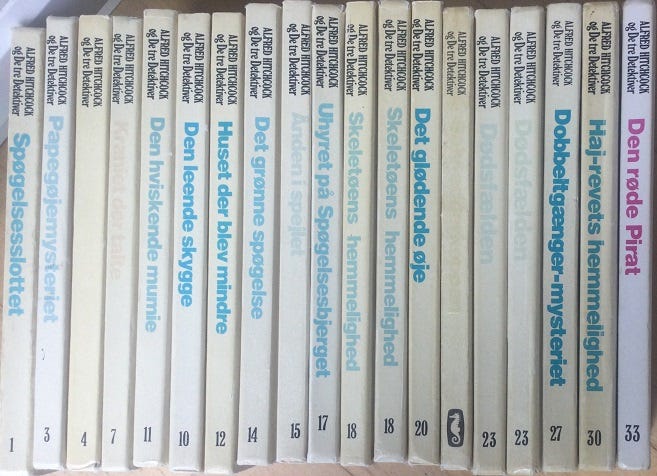 ALFRED HITCHCOCK
og De tre Detektiver
Spøgelsesslottet
1
ALFRED HITCHCOCK
og De tre Detektiver
Papegøjemysteriet
3
ALFRED HITCHCOCK
og De tre Detektiver
4
ALFRED HITCHCOCK
og De tre Detektiver
Kraniet der talte
7
ALFRED HITCHCOCK
og De tre Detektiver
Den hviskende mumie
11
ALFRED HITCHCOCK
og De tre Detektiver
Den leende skygge
10
ALFRED HITCHCOCK
og De tre Detektiver
Huset der blev mindre
12
ALFRED HITCHCOCK
og De tre Detektiver
Det grønne spøgelse
14
ALFRED HITCHCOCK
og De tre Detektiver
Ånden i spejlet
15
ALFRED HITCHCOCK
og De tre Detektiver
Uhyret på Spøgelsesbjerget
17
ALFRED HITCHCOCK
og De tre Detektiver
Skeletøens hemmelighed
18
ALFRED HITCHCOCK
og De tre Detektiver
Skeletøens hemmelighed
18
ALFRED HITCHCOCK
og De tre Detektiver
Det glødende øje
20
ALFRED HITCHCOCK
og De tre Detektiver
ALFRED HITCHCOCK
og De tre Detektiver
Dødsfælden
23
ALFRED HITCHCOCK
og De tre Detektiver
Dødsfælden
23
ALFRED HITCHCOCK
og De tre Detektiver
Dobbeltgænger-mysteriet
27
ALFRED HITCHCOCK
og De tre Detektiver
Haj-revets hemmelighed
30
ALFRED HITCHCOCK
og De tre Detektiver
Den røde Pirat
33